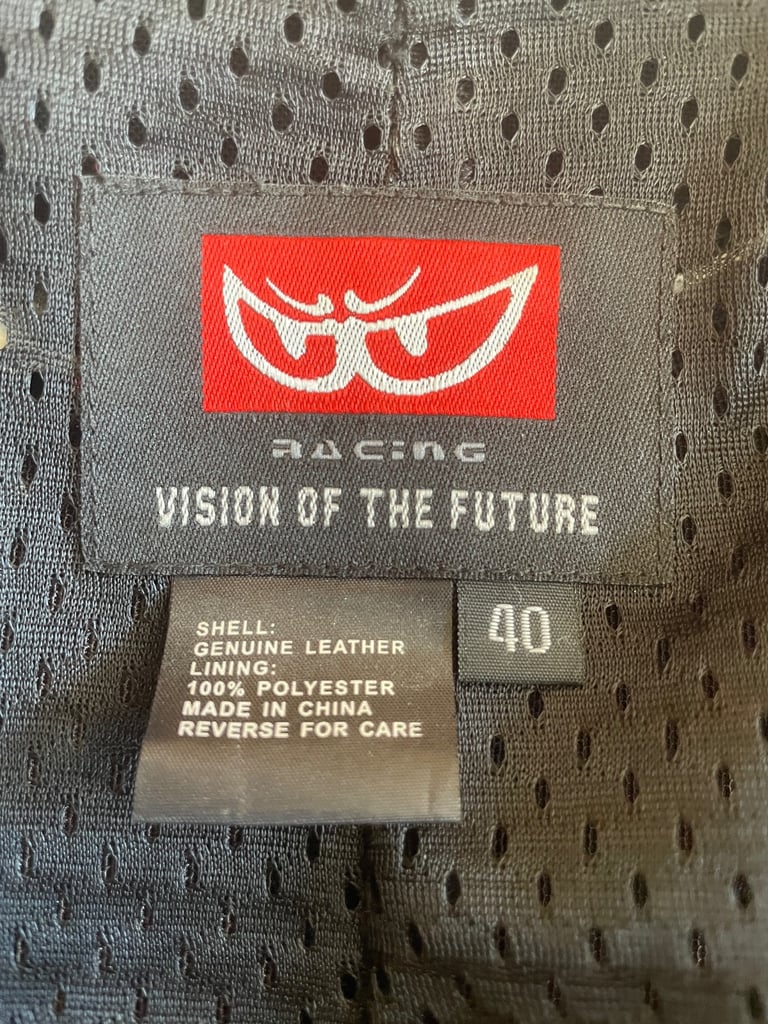 RACING
VISION OF THE FUTURE
40
SHELL:
GENUINE LEATHER
LINING:
100% POLYESTER
MADE IN CHINA
REVERSE FOR CARE